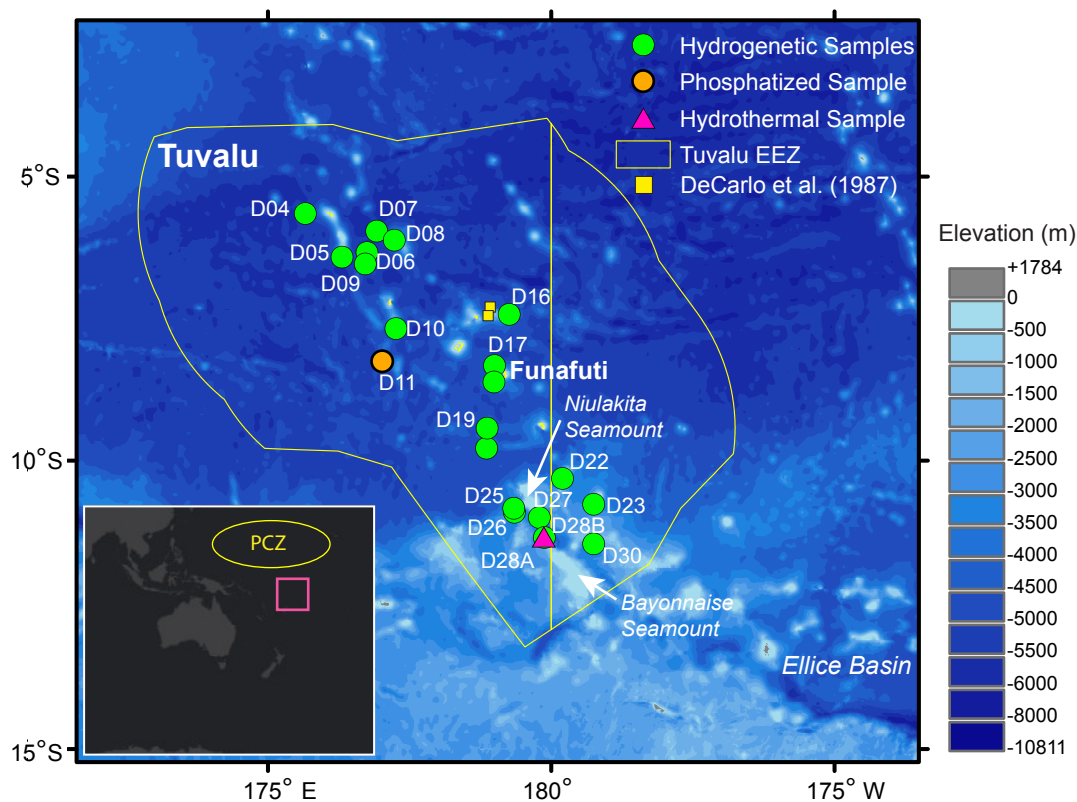 Hydrogenetic Samples
Phosphatized Sample
Hydrothermal Sample
Tuvalu EEZ
DeCarlo et al. (1987)
Tuvalu
5°S
10°S
15°S
D04
D07
D08
D05
D06
D09
D10
D11
D16
D17
Funafuti
D19
Niulakita
Seamount
D22
D25
D27
D23
D26
D28B
D28A
D30
Bayonnaise
Seamount
Ellice Basin
PCZ
175° E
180°
175° W
Elevation (m)
+1784
0
-500
-1000
-1500
-2000
-2500
-3000
-3500
-4000
-4500
-5000
-5500
-6000
-8000
-10811